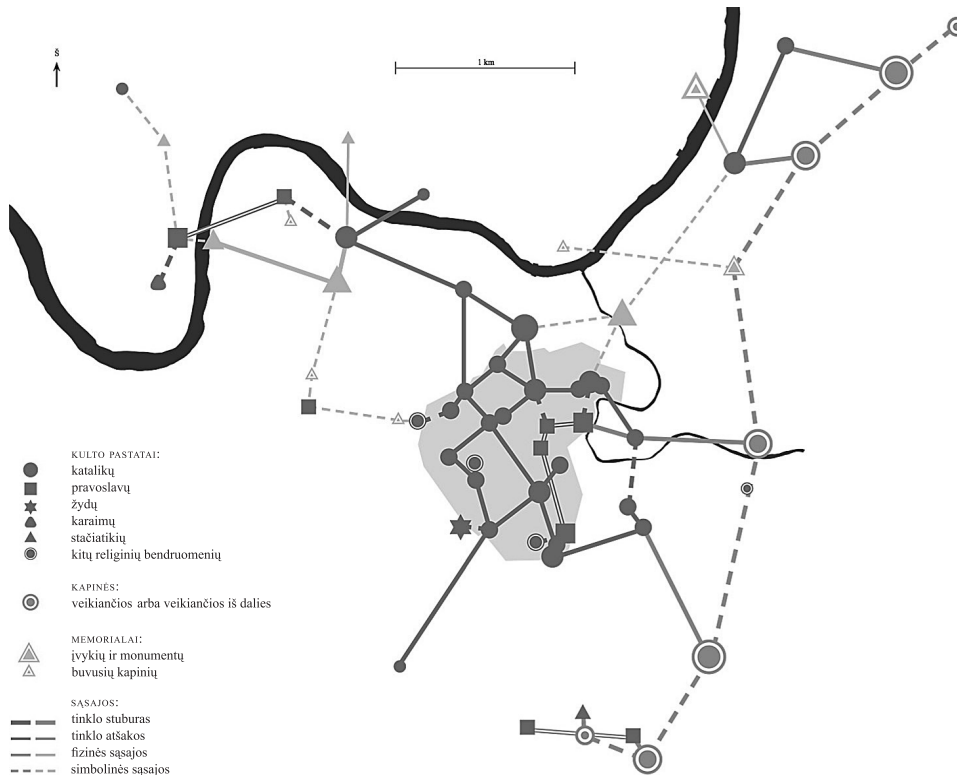 š
1 km
KULTO PASTATAI:
katalikų
pravoslavų
žydų
karaimų
stačiatikių
kitų religinių bendruomenių
KAPINĖS:
veikiančios arba veikiančios iš dalies
MEMORIALAI:
įvykių ir monumentų
buvusių kapinių
SĄSAJOS:
tinklo stuburas
tinklo atšakos
fizinės sąsajos
simbolinės sąsajos